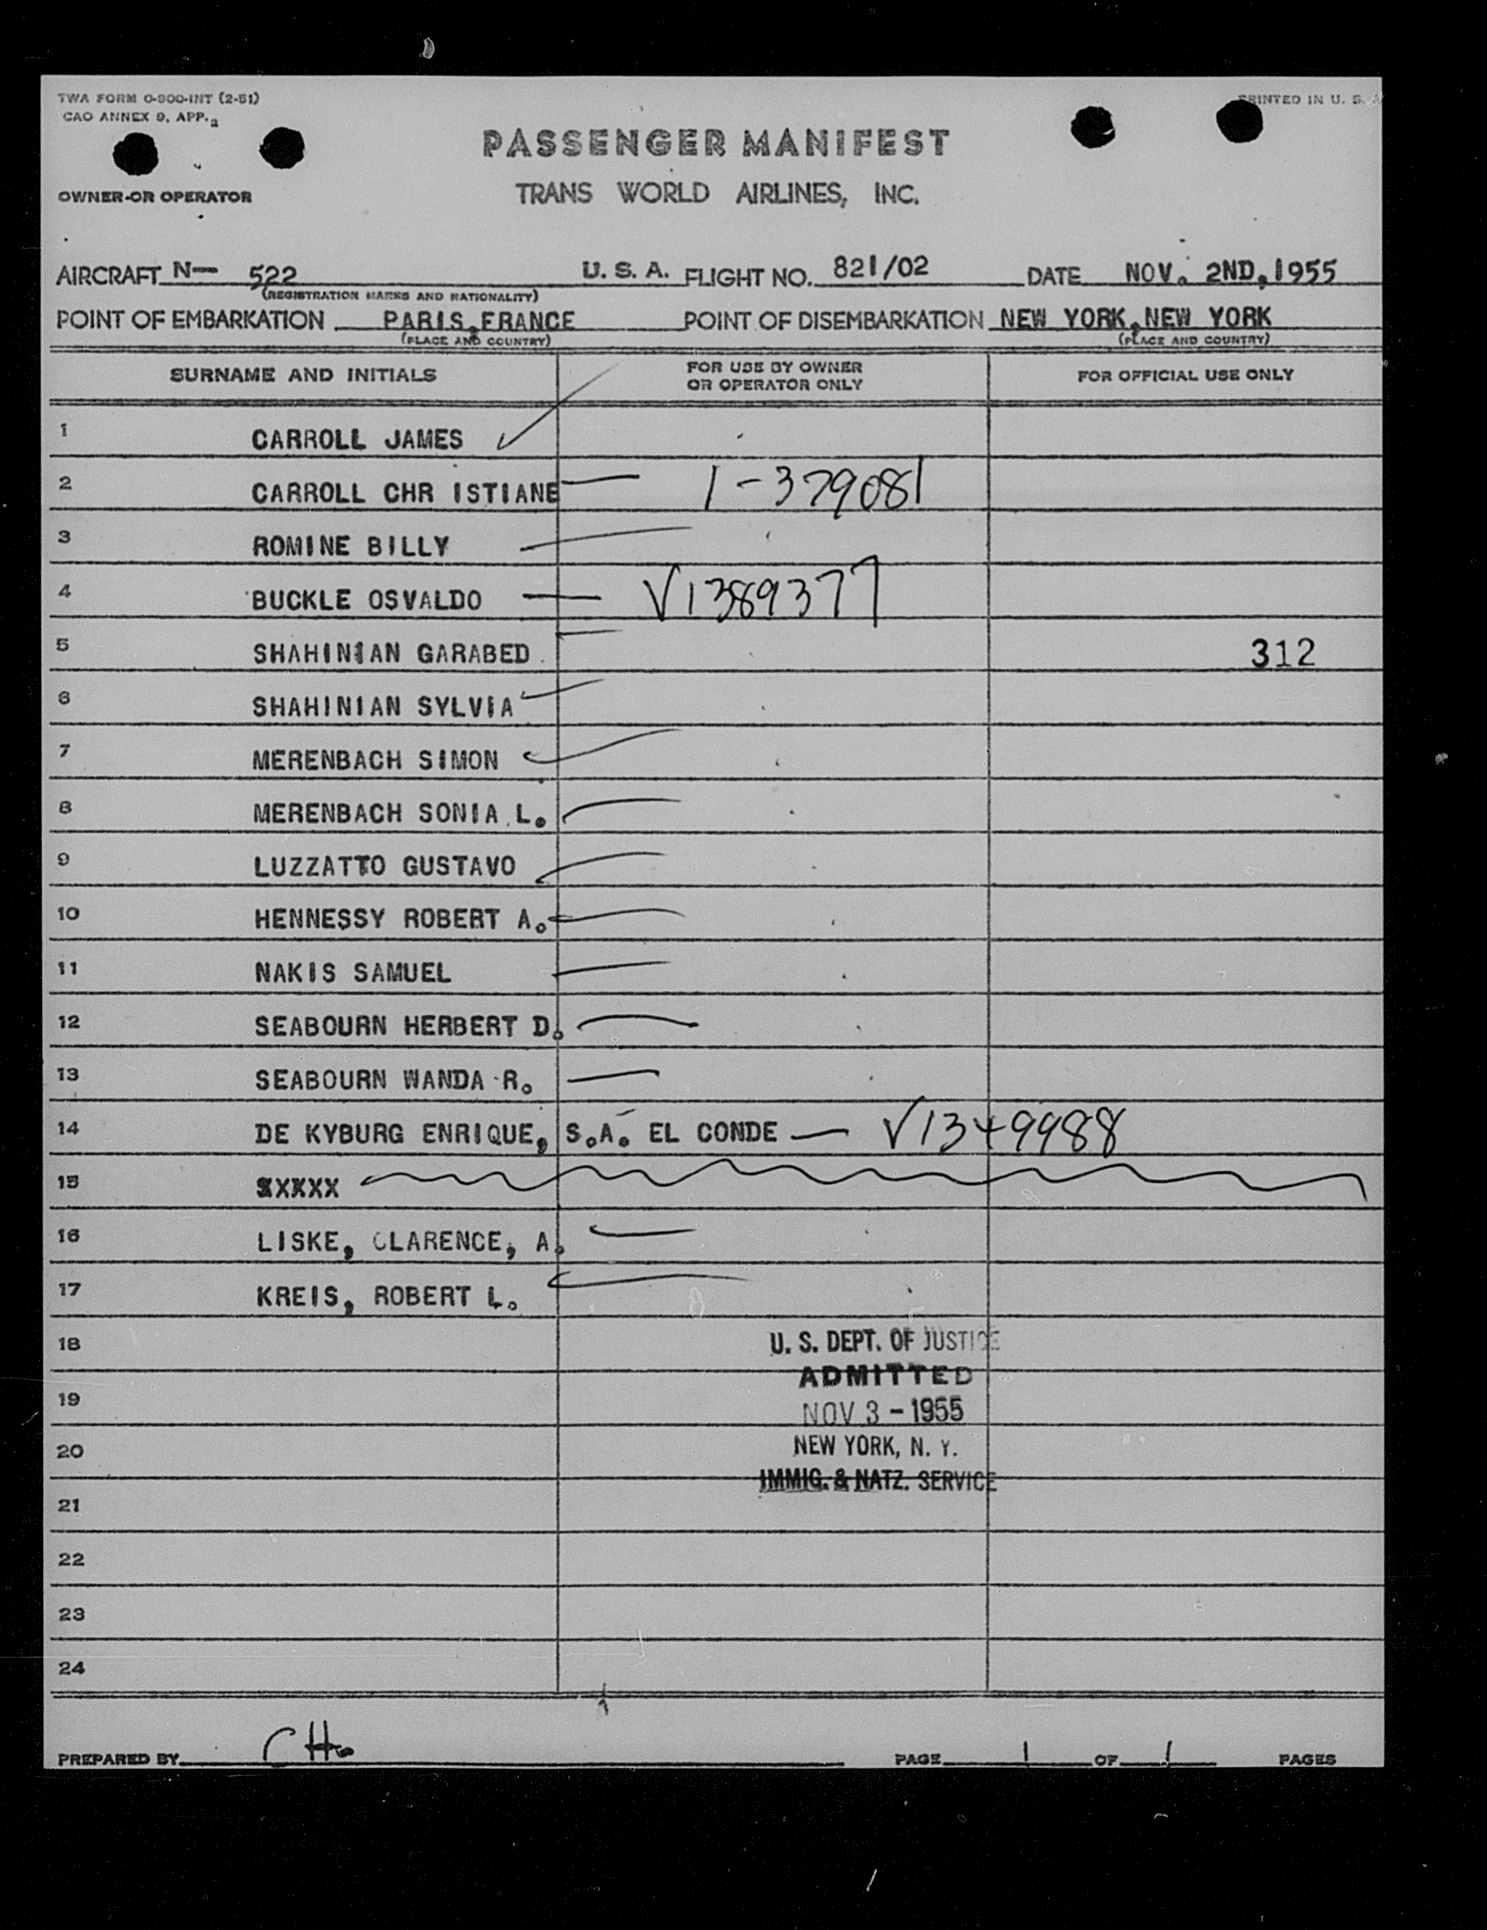 TWA FORM O-900-INT (2-51)
CAO ANNEX 9, APP. 2
PRINTED IN U. S. A
PASSENGER MANIFEST
OWNER-OR OPERATOR
TRANS WORLD AIRLINES, INC.
AIRCRAFT N— 522 U. S. A. FLIGHT NO. 821/02 DATE NOV. 2ND, 1955
(REGISTRATION MARKS AND NATIONALITY)
POINT OF EMBARKATION PARIS, FRANCE POINT OF DISEMBARKATION NEW YORK, NEW YORK
(PLACE AND COUNTRY) (PLACE AND COUNTRY)
SURNAME AND INITIALS FOR USE BY OWNER OR OPERATOR ONLY FOR OFFICIAL USE ONLY
1 CARROLL JAMES
2 CARROLL CHR ISTIANE — 1-379081
3 ROMINE BILLY
4 BUCKLE OSVALDO — V1389377
5 SHAHINIAN GARABED 312
6 SHAHINIAN SYLVIA
7 MERENBACH SIMON
8 MERENBACH SONIA L.
9 LUZZATTO GUSTAVO
10 HENNESSY ROBERT A.
11 NAKIS SAMUEL
12 SEABOURN HERBERT D.
13 SEABOURN WANDA R.
14 DE KYBURG ENRIQUE, S.A. EL CONDE — V1349988
15 XXXXX
16 LISKE, CLARENCE, A.
17 KREIS, ROBERT L.
18 U. S. DEPT. OF JUSTICE
ADMITTED
19 NOV 3 - 1955
20 NEW YORK, N. Y.
IMMIG. & NATZ. SERVICE
21
22
23
24
PREPARED BY CH. PAGE 1 OF 1 PAGES